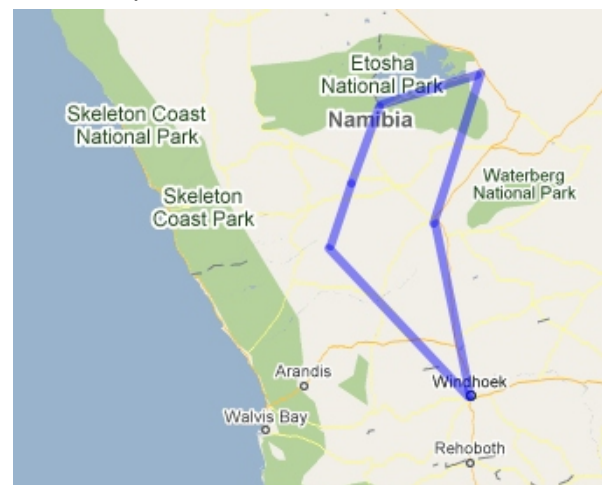 Etosha
National Park
Namibia
Skeleton Coast
National Park
Waterberg
National Park
Skeleton
Coast Park
Arandis
Windhoek
Walvis Bay
Rehoboth